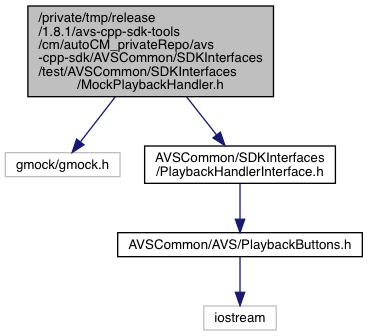 /private/tmp/release
/1.8.1/avs-cpp-sdk-tools
/cm/autoCM_privateRepo/avs
-cpp-sdk/AVSCommon/SDKInterfaces
/test/AVSCommon/SDKInterfaces
/MockPlaybackHandler.h
gmock/gmock.h
AVSCommon/SDKInterfaces
/PlaybackHandlerInterface.h
AVSCommon/AVS/PlaybackButtons.h
iostream